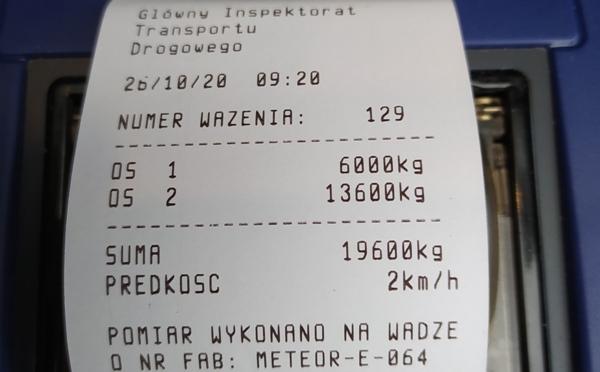 Główny Inspektorat
Transportu
Drogowego
26/10/20 09:20
NUMER WAZENIA: 129
OS 1 6000kg
OS 2 13600kg
SUMA 19600kg
PREDKOSC 2km/h
POMIAR WYKONANO NA WADZE
O NR FAB: METEOR-E-064